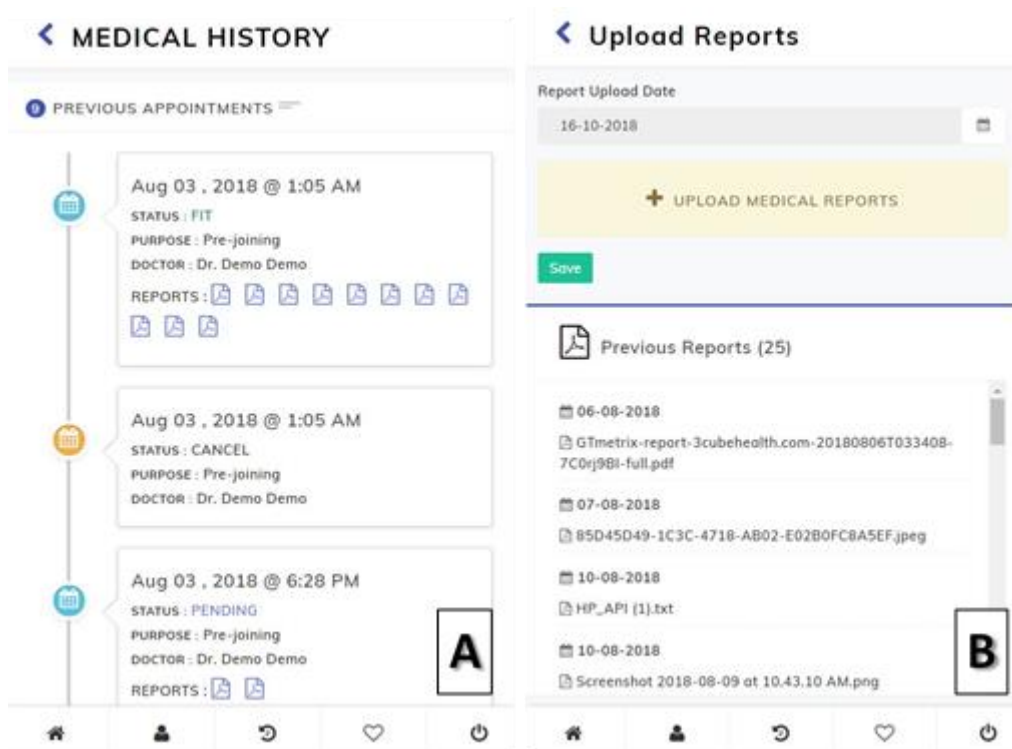 MEDICAL HISTORY
9 PREVIOUS APPOINTMENTS
Aug 03 , 2018 @ 1:05 AM
STATUS : FIT
PURPOSE : Pre-joining
DOCTOR : Dr. Demo Demo
REPORTS :
Aug 03 , 2018 @ 1:05 AM
STATUS : CANCEL
PURPOSE : Pre-joining
DOCTOR : Dr. Demo Demo
Aug 03 , 2018 @ 6:28 PM
STATUS : PENDING
PURPOSE : Pre-joining
DOCTOR : Dr. Demo Demo
REPORTS :
A
Upload Reports
Report Upload Date
16-10-2018
+ UPLOAD MEDICAL REPORTS
Save
Previous Reports (25)
06-08-2018
GTmetrix-report-3cubehealth.com-20180806T033408-
7C0rj9BI-full.pdf
07-08-2018
85D45D49-1C3C-4718-AB02-E02B0FC8A5EF.jpeg
10-08-2018
HP_API (1).txt
10-08-2018
Screenshot 2018-08-09 at 10.43.10 AM.png
B